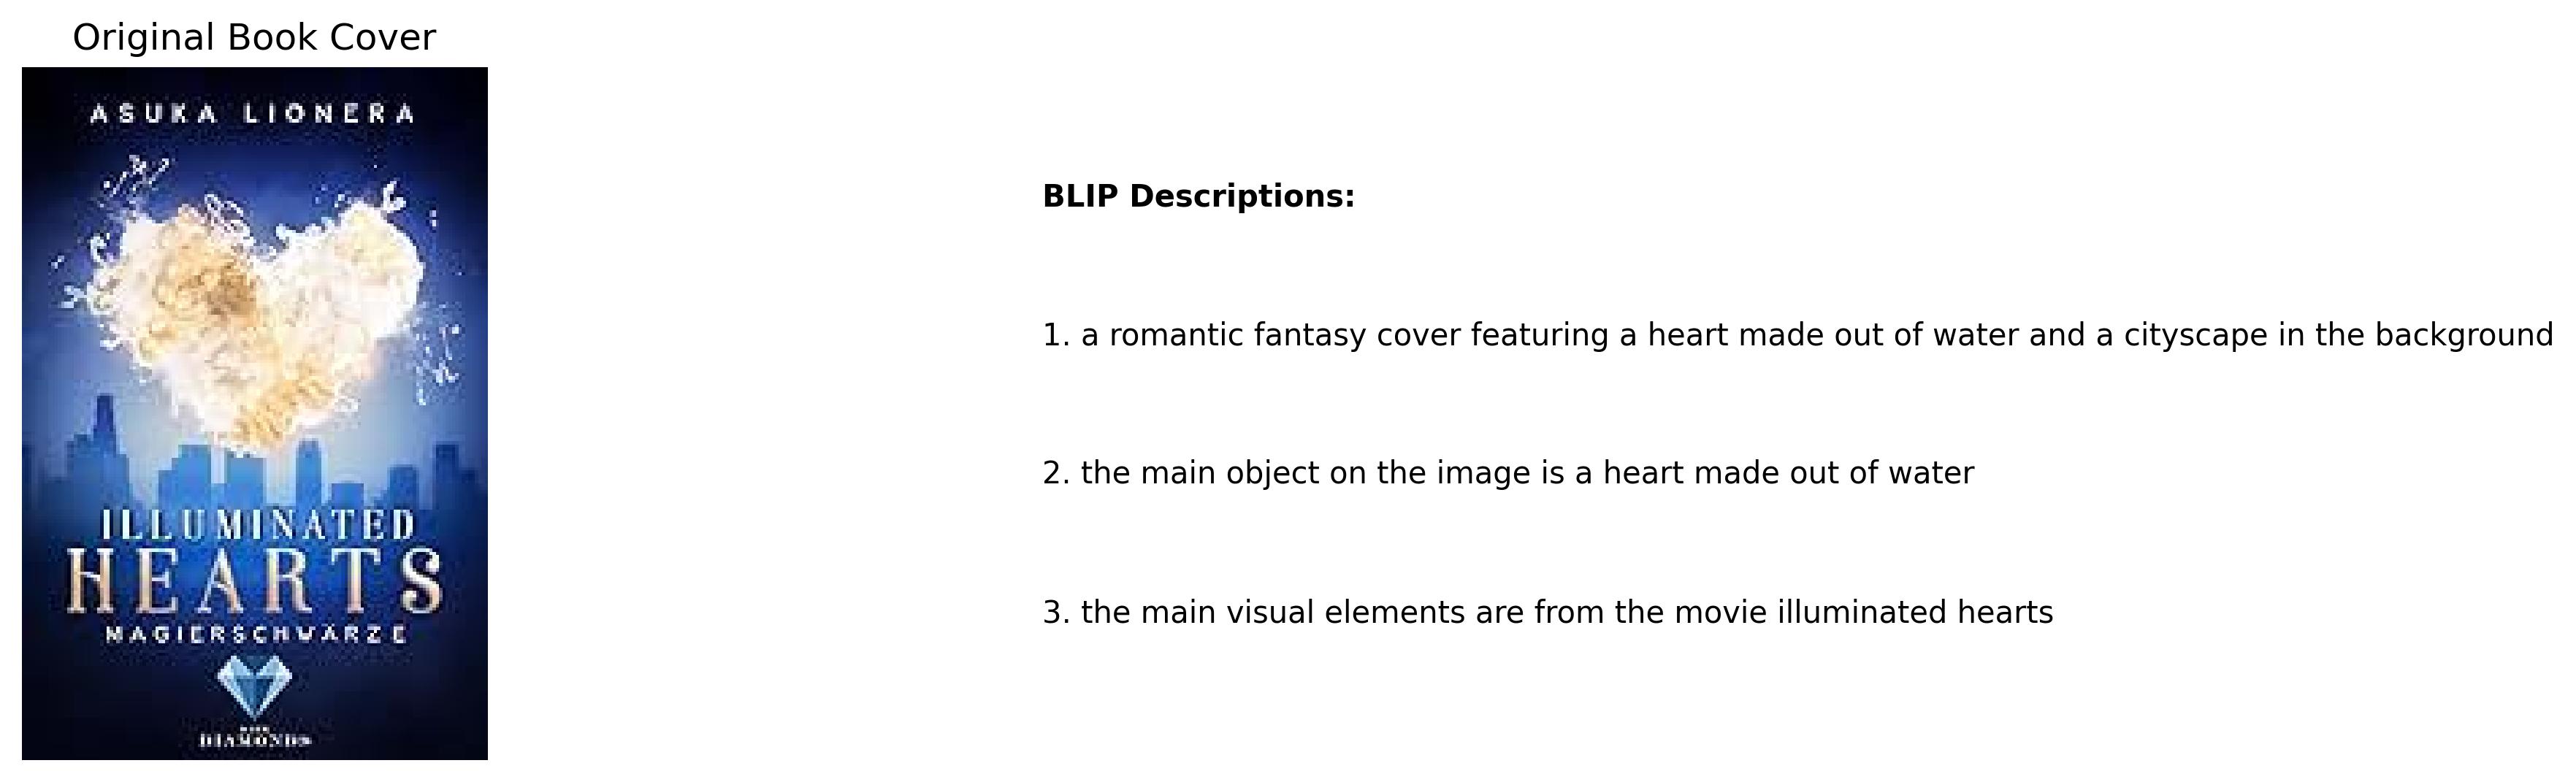 Original Book Cover
ASUKA LIONERA
ILLUMINATED
HEARTS
MAGIERSCHWÄRZE
DIAMONDS
BLIP Descriptions:
1. a romantic fantasy cover featuring a heart made out of water and a cityscape in the background
2. the main object on the image is a heart made out of water
3. the main visual elements are from the movie illuminated hearts